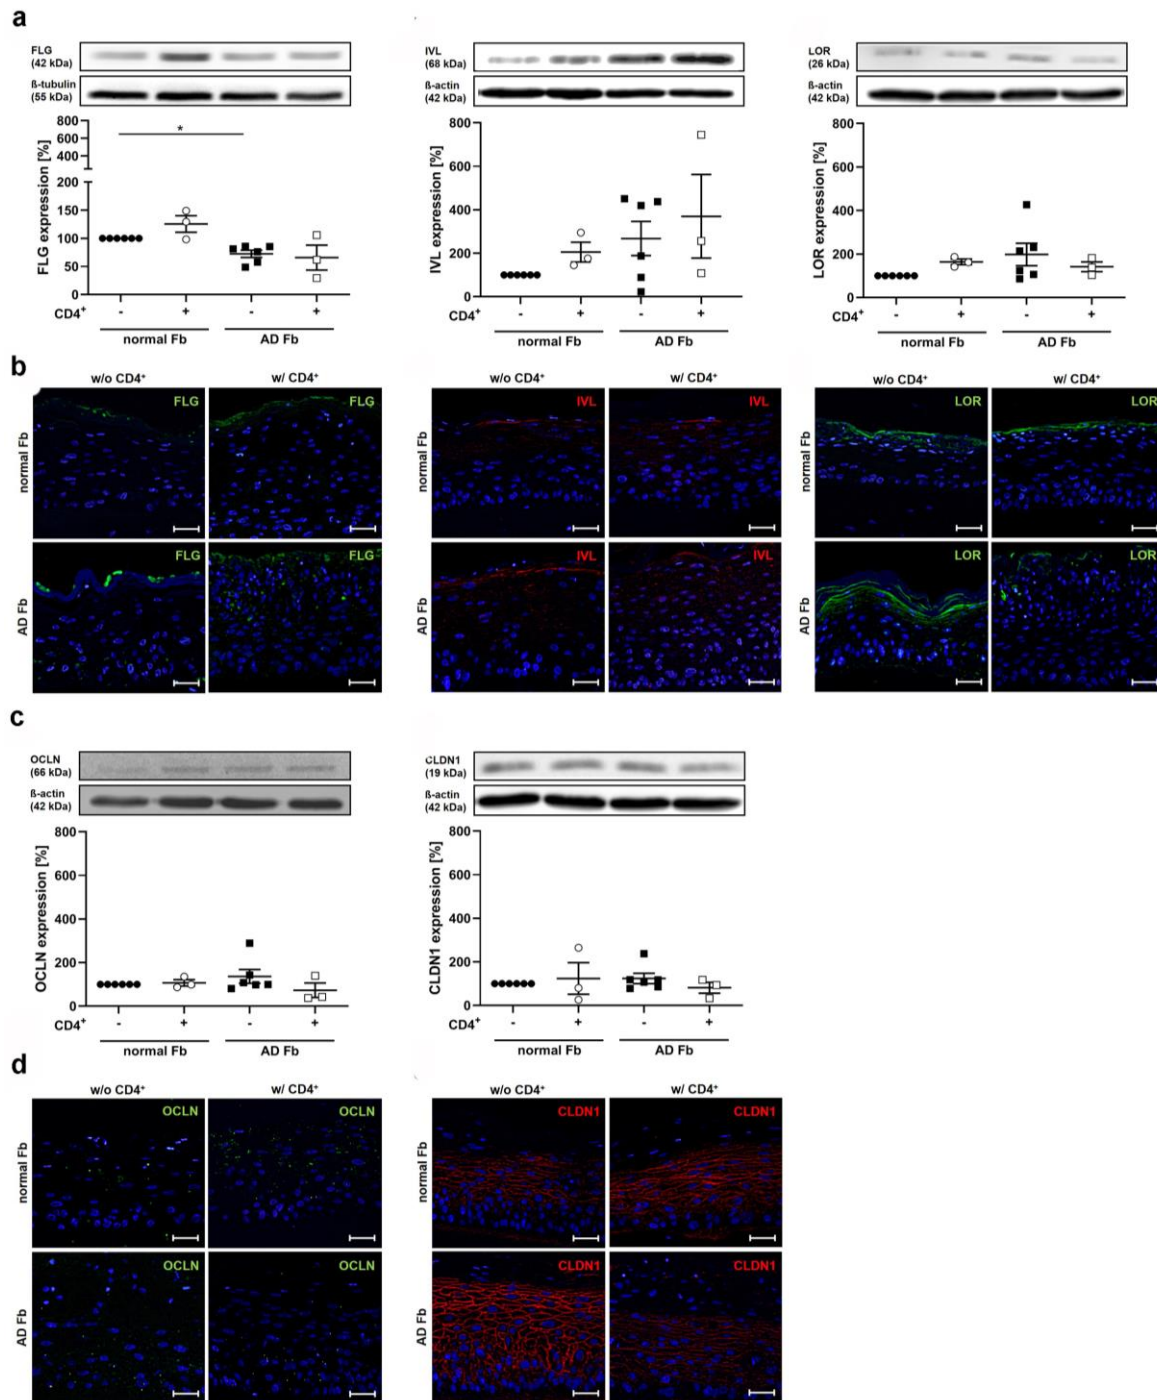 a
FLG
(42 kDa)
ß-tubulin
(55 kDa)
FLG expression [%]
800
600
400
200
150
100
50
0
*
CD4+ - + - +
normal Fb AD Fb
IVL
(68 kDa)
ß-actin
(42 kDa)
IVL expression [%]
800
600
400
200
0
CD4+ - + - +
normal Fb AD Fb
LOR
(26 kDa)
ß-actin
(42 kDa)
LOR expression [%]
800
600
400
200
0
CD4+ - + - +
normal Fb AD Fb
b
w/o CD4+ w/ CD4+
normal Fb
FLG FLG
AD Fb
FLG FLG
w/o CD4+ w/ CD4+
normal Fb
IVL IVL
AD Fb
IVL IVL
w/o CD4+ w/ CD4+
normal Fb
LOR LOR
AD Fb
LOR LOR
c
OCLN
(66 kDa)
ß-actin
(42 kDa)
OCLN expression [%]
800
600
400
200
0
CD4+ - + - +
normal Fb AD Fb
CLDN1
(19 kDa)
ß-actin
(42 kDa)
CLDN1 expression [%]
800
600
400
200
0
CD4+ - + - +
normal Fb AD Fb
d
w/o CD4+ w/ CD4+
normal Fb
OCLN OCLN
AD Fb
OCLN OCLN
w/o CD4+ w/ CD4+
normal Fb
CLDN1 CLDN1
AD Fb
CLDN1 CLDN1